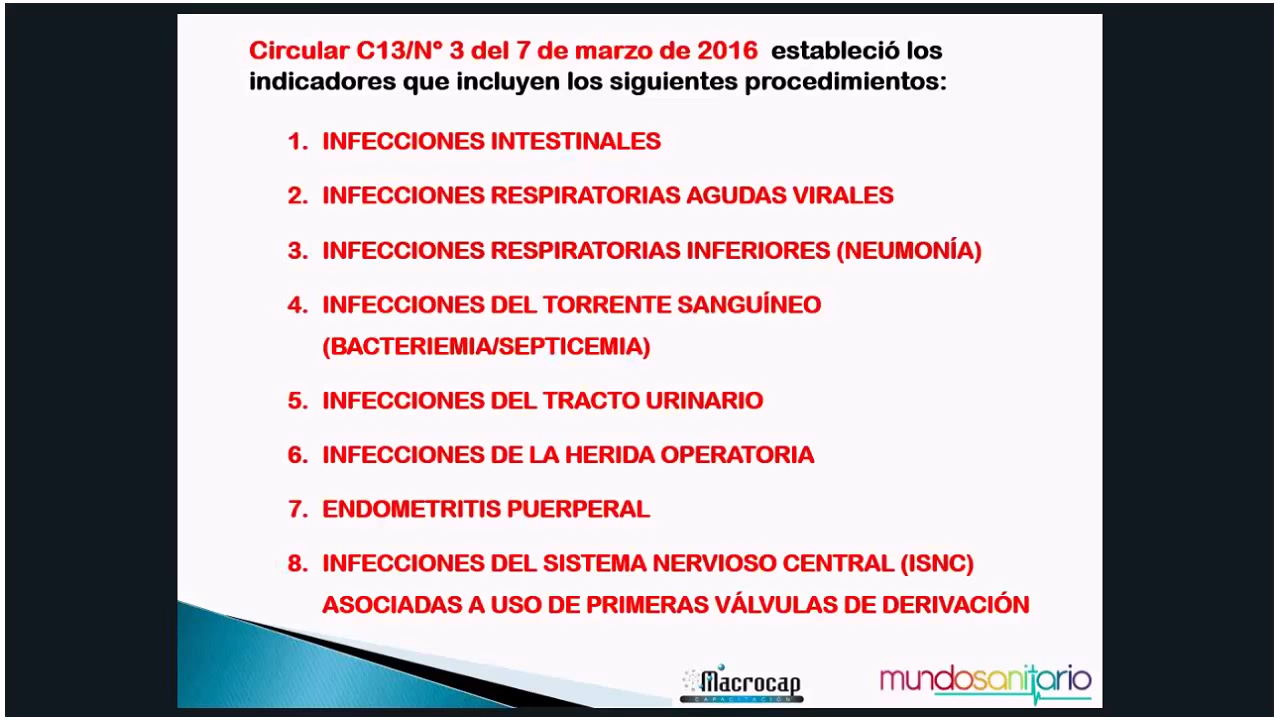 Circular C13/N° 3 del 7 de marzo de 2016 estableció los
indicadores que incluyen los siguientes procedimientos:
1. INFECCIONES INTESTINALES
2. INFECCIONES RESPIRATORIAS AGUDAS VIRALES
3. INFECCIONES RESPIRATORIAS INFERIORES (NEUMONÍA)
4. INFECCIONES DEL TORRENTE SANGUÍNEO
(BACTERIEMIA/SEPTICEMIA)
5. INFECCIONES DEL TRACTO URINARIO
6. INFECCIONES DE LA HERIDA OPERATORIA
7. ENDOMETRITIS PUERPERAL
8. INFECCIONES DEL SISTEMA NERVIOSO CENTRAL (ISNC)
ASOCIADAS A USO DE PRIMERAS VÁLVULAS DE DERIVACIÓN
Macrocap
CAPACITACIÓN
mundosanitario